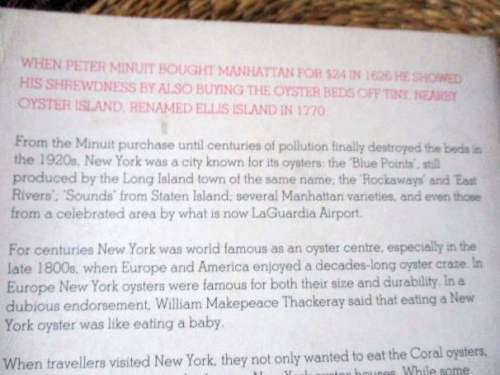 WHEN PETER MINUIT BOUGHT MANHATTAN FOR $24 IN 1626 HE SHOWED
HIS SHREWDNESS BY ALSO BUYING THE OYSTER BEDS OFF TINY, NEARBY
OYSTER ISLAND, RENAMED ELLIS ISLAND IN 1770.
From the Minuit purchase until centuries of pollution finally destroyed the beds in
the 1920s, New York was a city known for its oysters: the 'Blue Points', still
produced by the Long Island town of the same name; the 'Rockaways' and 'East
Rivers', 'Sounds' from Staten Island; several Manhattan varieties, and even those
from a celebrated area by what is now LaGuardia Airport.
For centuries New York was world famous as an oyster centre, especially in the
late 1800s, when Europe and America enjoyed a decades-long oyster craze. In
Europe New York oysters were famous for both their size and durability. In a
dubious endorsement, William Makepeace Thackeray said that eating a New
York oyster was like eating a baby.
When travellers visited New York, they not only wanted to eat the Coral oysters,
New York oyster houses. While some